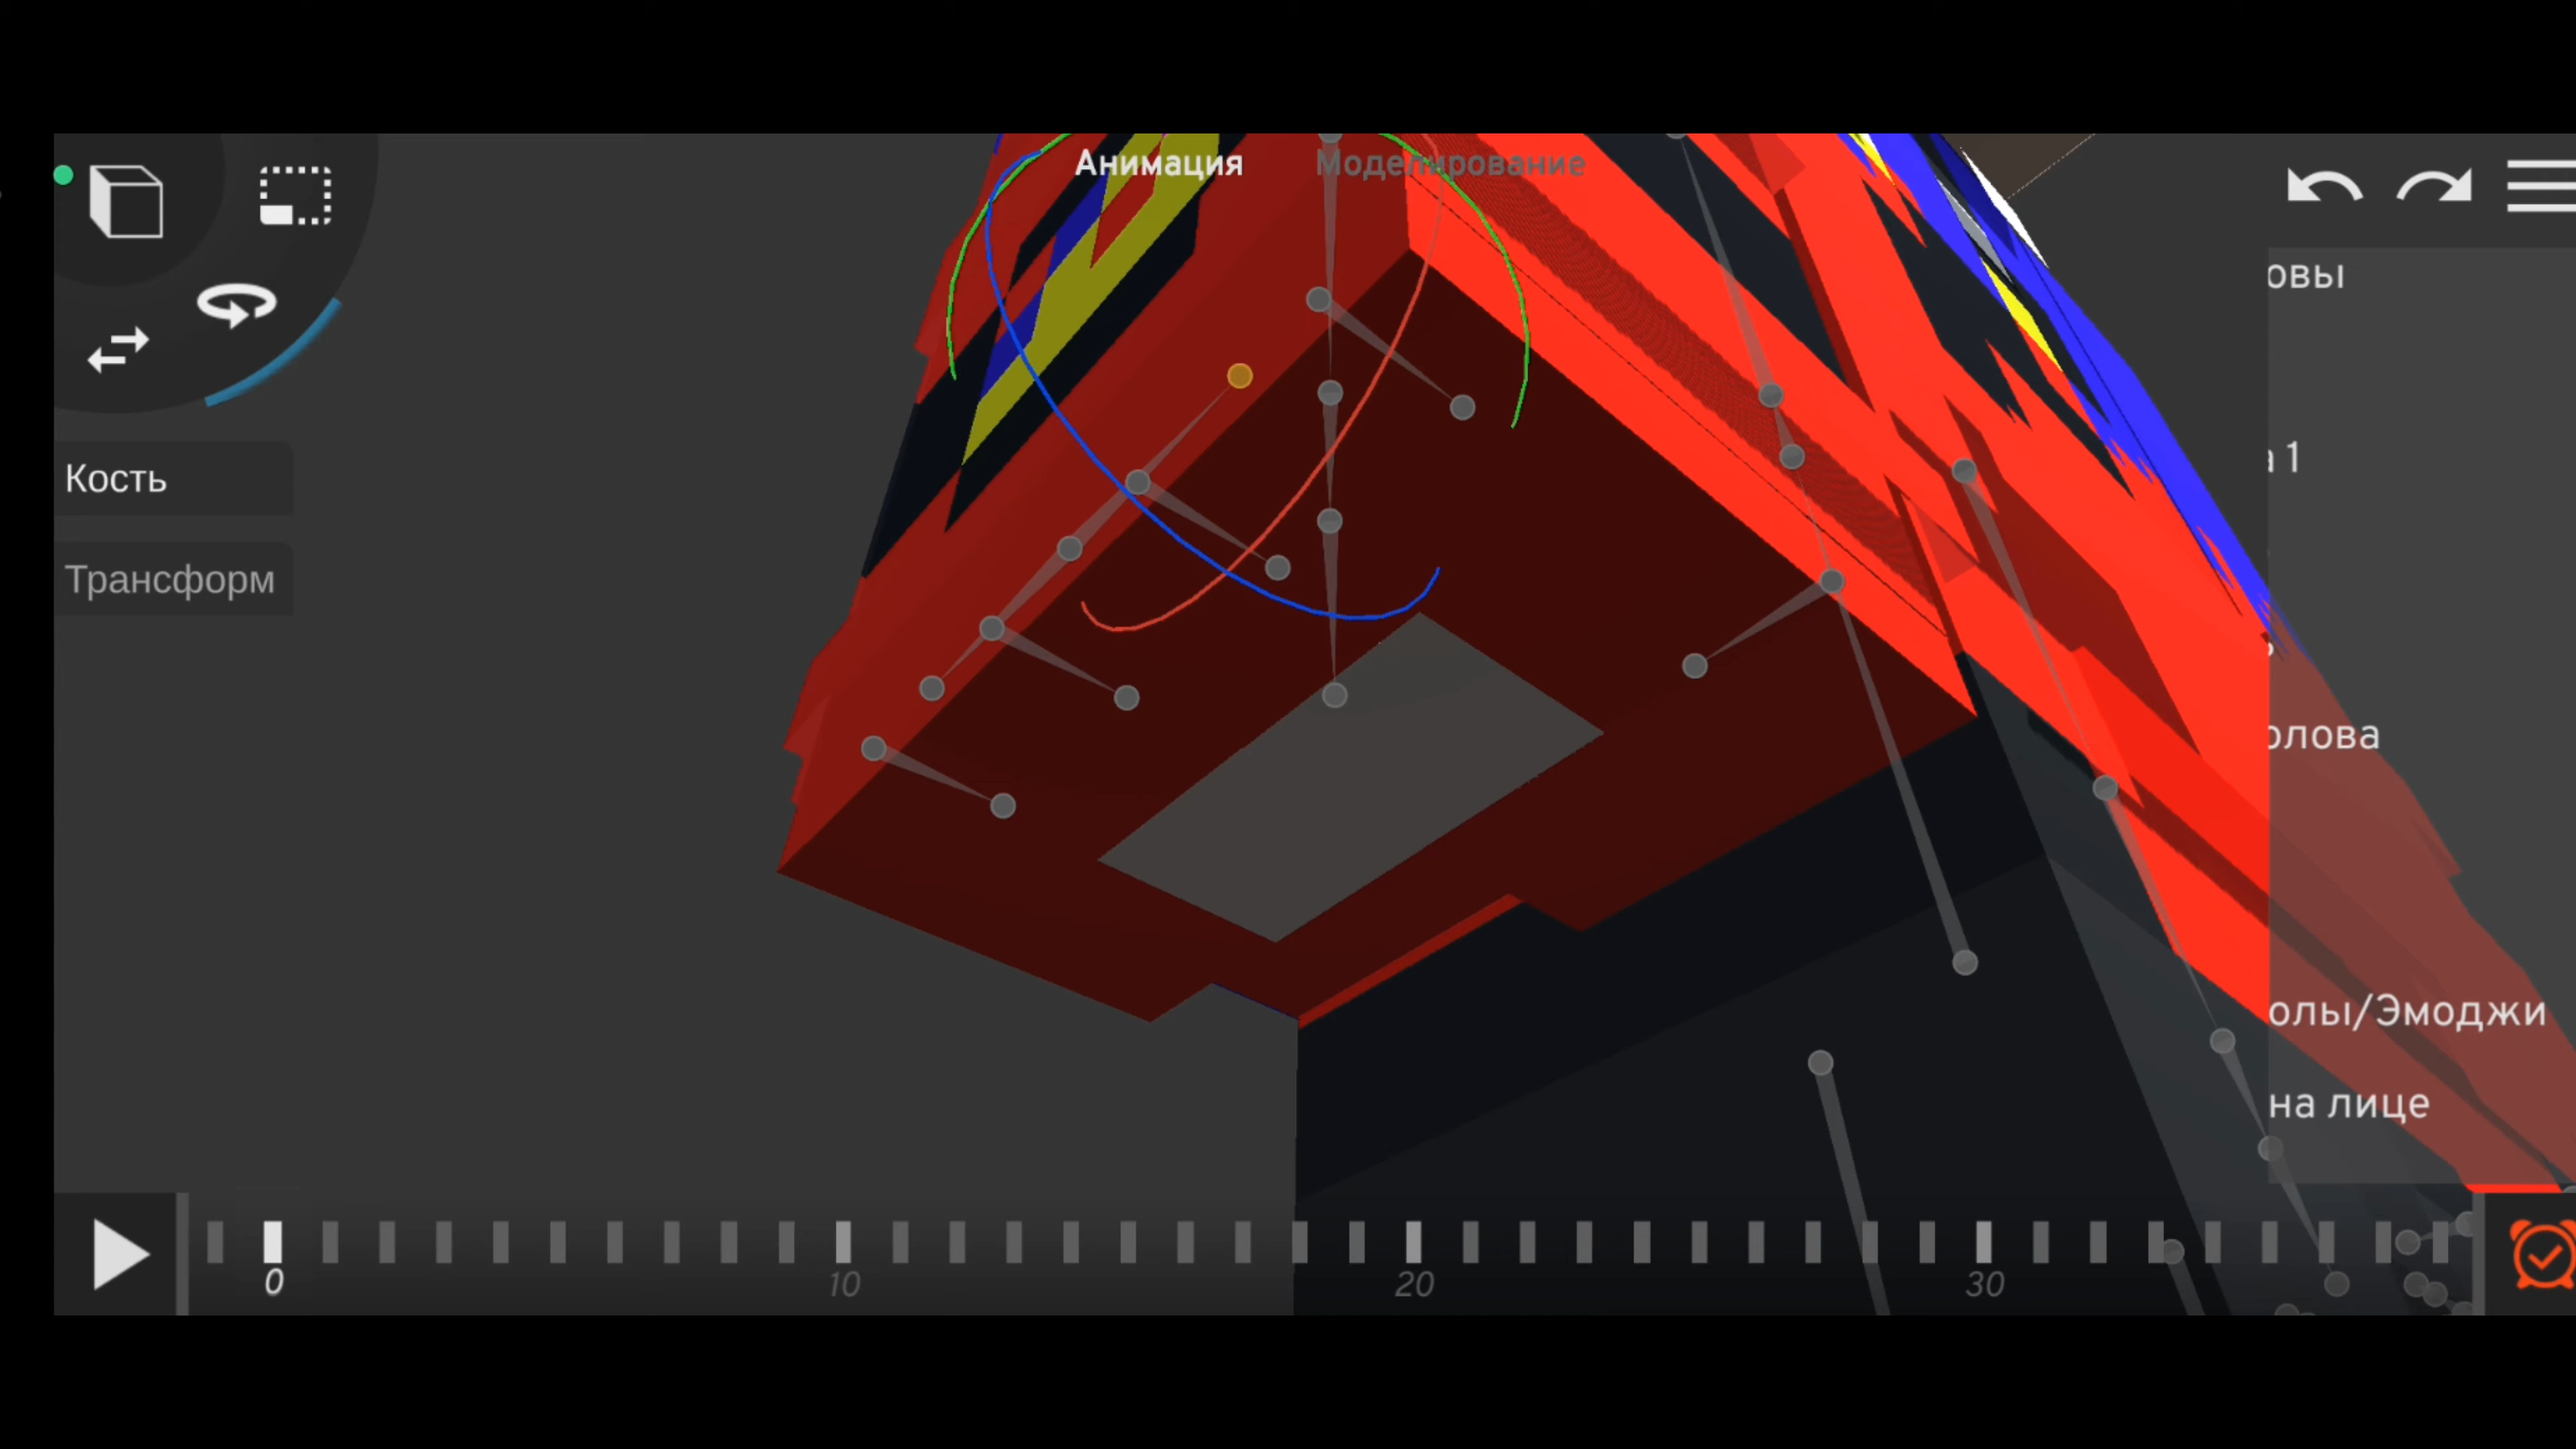 Анимация Моделирование
овы
Кость
а 1
Трансформ
олова
олы/Эмоджи
на лице
0 10 20 30